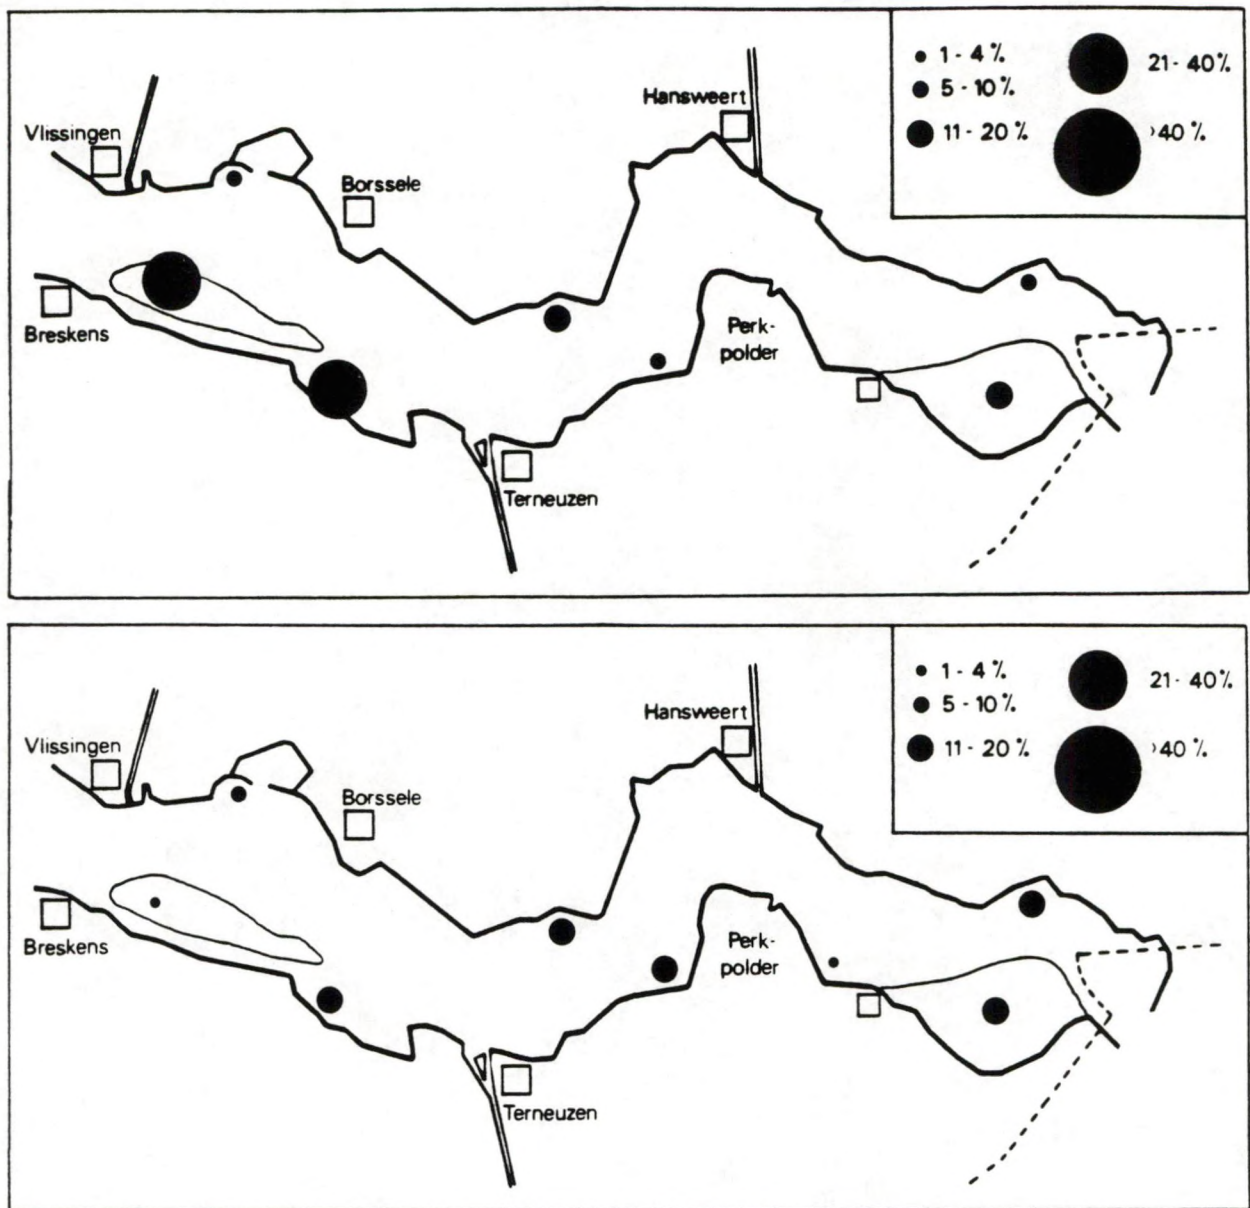 1 - 4 %
5 - 10 %
11 - 20 %
21 - 40 %
>40 %
Hansweert
Vlissingen
Borssele
Breskens
Perk-
polder
Terneuzen
1 - 4 %
5 - 10 %
11 - 20 %
21 - 40 %
>40 %
Hansweert
Vlissingen
Borssele
Breskens
Perk-
polder
Terneuzen